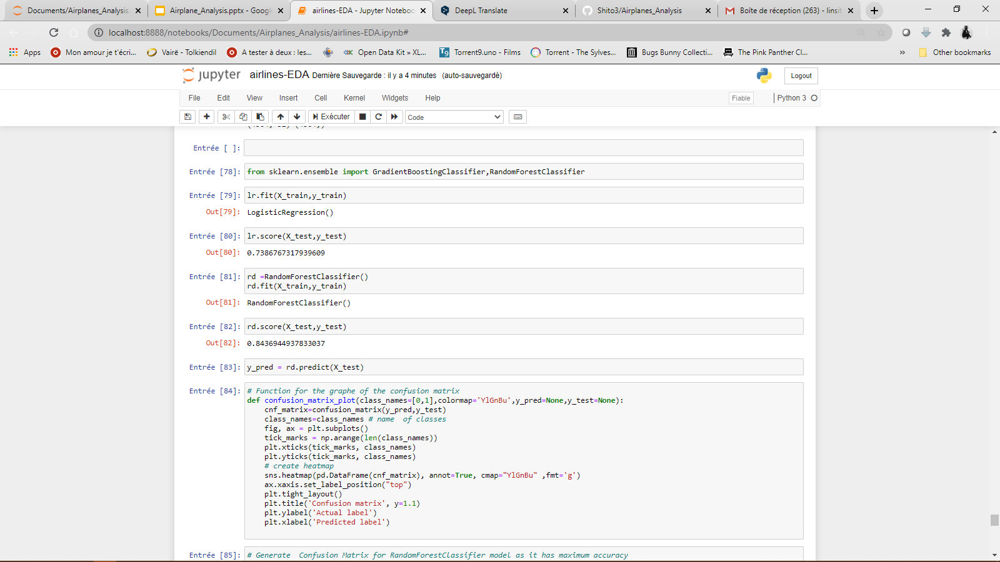 Documents/Airplanes_Analysis/
Airplane_Analysis.pptx - Googl
airlines-EDA - Jupyter Noteboo
DeepL Translate
Shito3/Airplanes_Analysis
Boîte de réception (263) - linsit
localhost:8888/notebooks/Documents/Airplanes_Analysis/airlines-EDA.ipynb#
Apps
Mon amour je t'écri...
Vairë - Tolkiendil
A tester à deux : les...
Open Data Kit » XL...
Torrent9.uno - Films
Torrent - The Sylves...
Bugs Bunny Collecti...
The Pink Panther Cl...
»
Other bookmarks
jupyter airlines-EDA Dernière Sauvegarde : il y a 4 minutes (auto-sauvegardé)
Logout
File Edit View Insert Cell Kernel Widgets Help
Fiable
Python 3
Exécuter
Code
Entrée [ ]:
Entrée [78]: from sklearn.ensemble import GradientBoostingClassifier,RandomForestClassifier
Entrée [79]: lr.fit(X_train,y_train)
Out[79]: LogisticRegression()
Entrée [80]: lr.score(X_test,y_test)
Out[80]: 0.7386767317939609
Entrée [81]: rd =RandomForestClassifier()
rd.fit(X_train,y_train)
Out[81]: RandomForestClassifier()
Entrée [82]: rd.score(X_test,y_test)
Out[82]: 0.8436944937833037
Entrée [83]: y_pred = rd.predict(X_test)
Entrée [84]: # Function for the graphe of the confusion matrix
def confusion_matrix_plot(class_names=[0,1],colormap='YlGnBu',y_pred=None,y_test=None):
    cnf_matrix=confusion_matrix(y_pred,y_test)
    class_names=class_names # name  of classes
    fig, ax = plt.subplots()
    tick_marks = np.arange(len(class_names))
    plt.xticks(tick_marks, class_names)
    plt.yticks(tick_marks, class_names)
    # create heatmap
    sns.heatmap(pd.DataFrame(cnf_matrix), annot=True, cmap="YlGnBu" ,fmt='g')
    ax.xaxis.set_label_position("top")
    plt.tight_layout()
    plt.title('Confusion matrix', y=1.1)
    plt.ylabel('Actual label')
    plt.xlabel('Predicted label')
Entrée [85]: # Generate  Confusion Matrix for RandomForestClassifier model as it has maximum accuracy